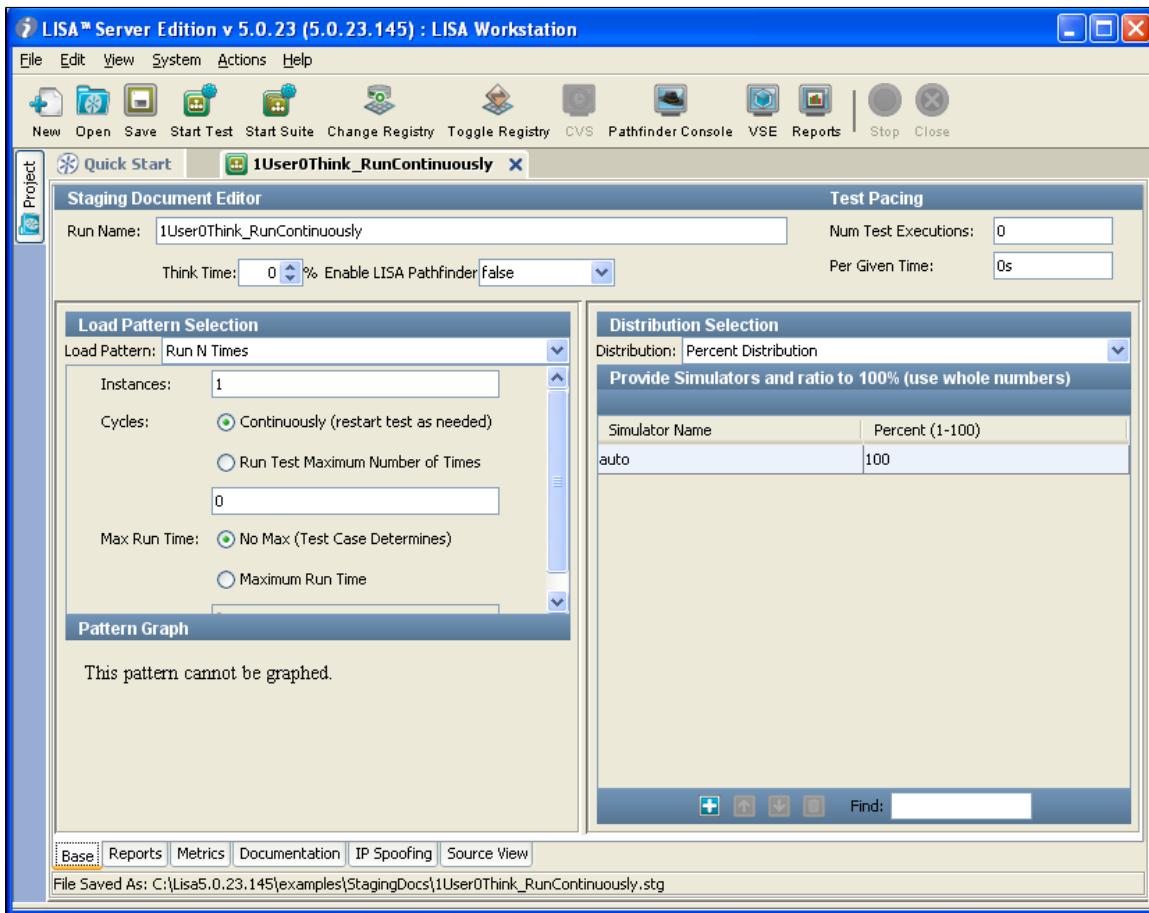 LISA™ Server Edition v 5.0.23 (5.0.23.145) : LISA Workstation
File Edit View System Actions Help
New Open Save Start Test Start Suite Change Registry Toggle Registry CVS Pathfinder Console VSE Reports Stop Close
Project
Quick Start 1User0Think_RunContinuously
Staging Document Editor Test Pacing
Run Name: 1User0Think_RunContinuously Num Test Executions: 0
Think Time: 0 % Enable LISA Pathfinder false Per Given Time: 0s
Load Pattern Selection
Load Pattern: Run N Times
Instances: 1
Cycles: Continuously (restart test as needed)
Run Test Maximum Number of Times
0
Max Run Time: No Max (Test Case Determines)
Maximum Run Time
Pattern Graph
This pattern cannot be graphed.
Distribution Selection
Distribution: Percent Distribution
Provide Simulators and ratio to 100% (use whole numbers)
Simulator Name Percent (1-100)
auto 100
Find:
Base Reports Metrics Documentation IP Spoofing Source View
File Saved As: C:\Lisa5.0.23.145\examples\StagingDocs\1User0Think_RunContinuously.stg